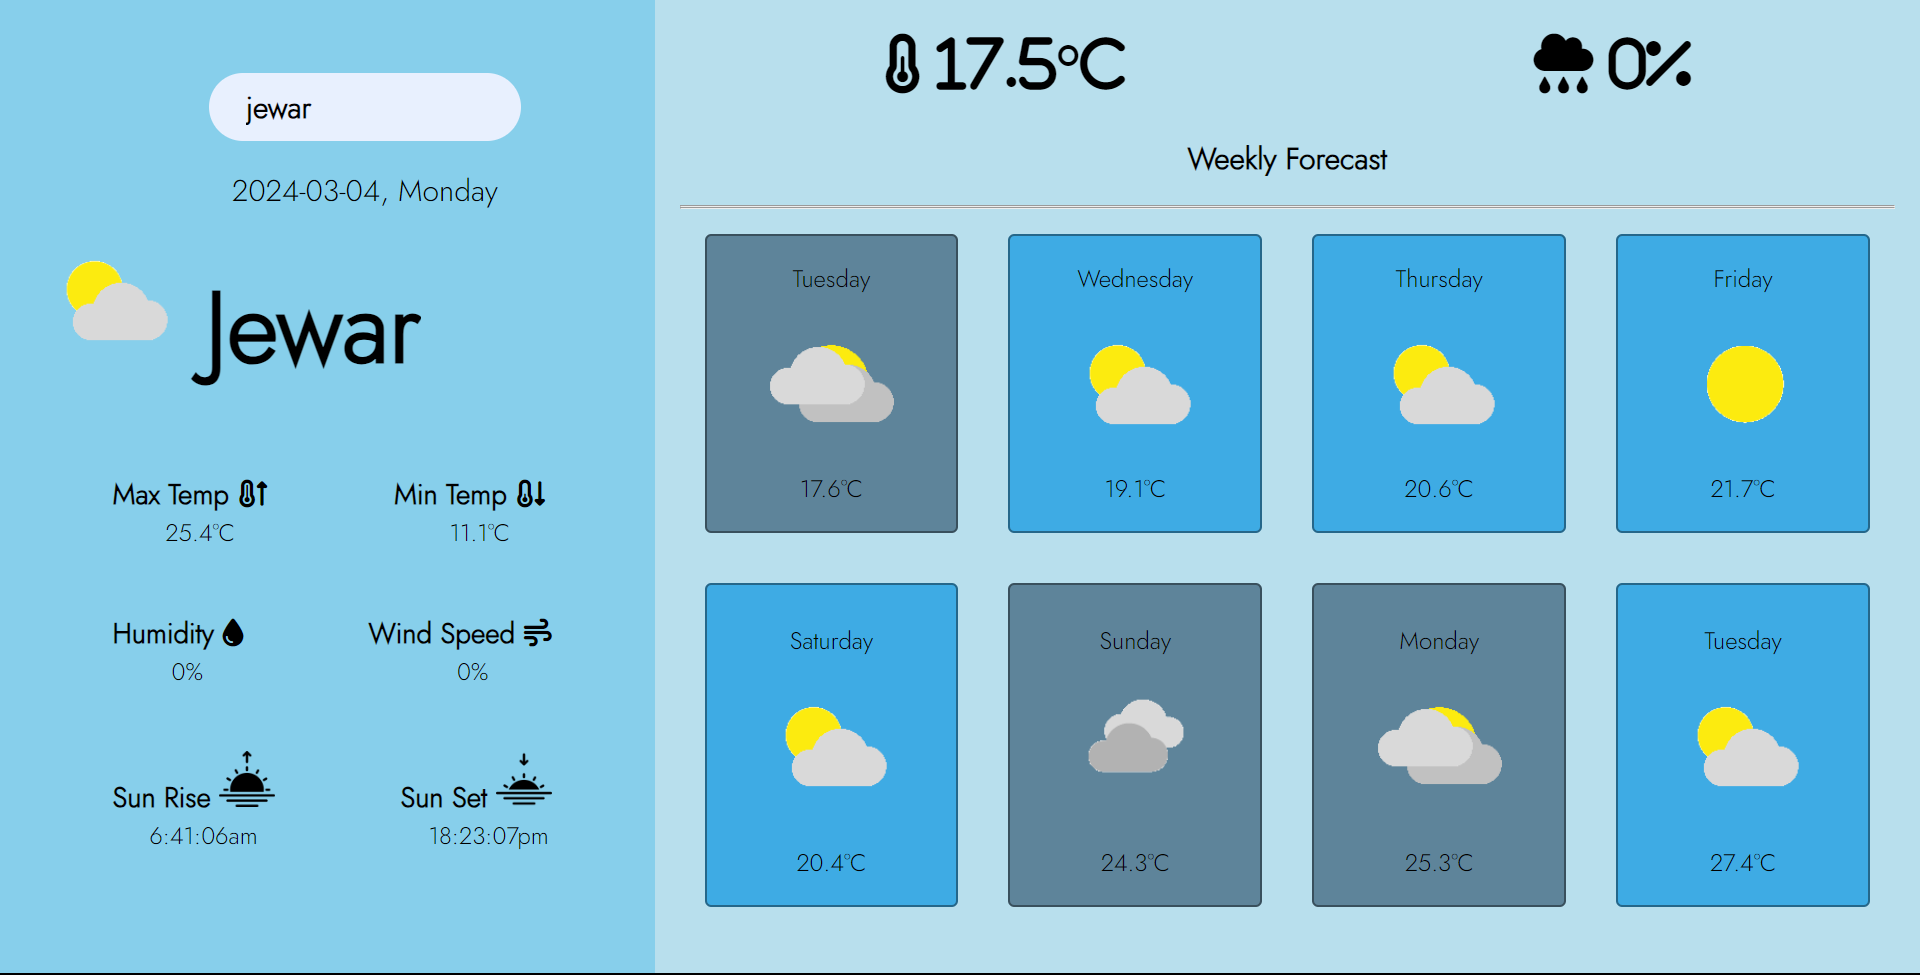 jewar
2024-03-04, Monday
Jewar
Max Temp
25.4°C
Min Temp
11.1°C
Humidity
0%
Wind Speed
0%
Sun Rise
6:41:06am
Sun Set
18:23:07pm
17.5°C
0%
Weekly Forecast
Tuesday
17.6°C
Wednesday
19.1°C
Thursday
20.6°C
Friday
21.7°C
Saturday
20.4°C
Sunday
24.3°C
Monday
25.3°C
Tuesday
27.4°C